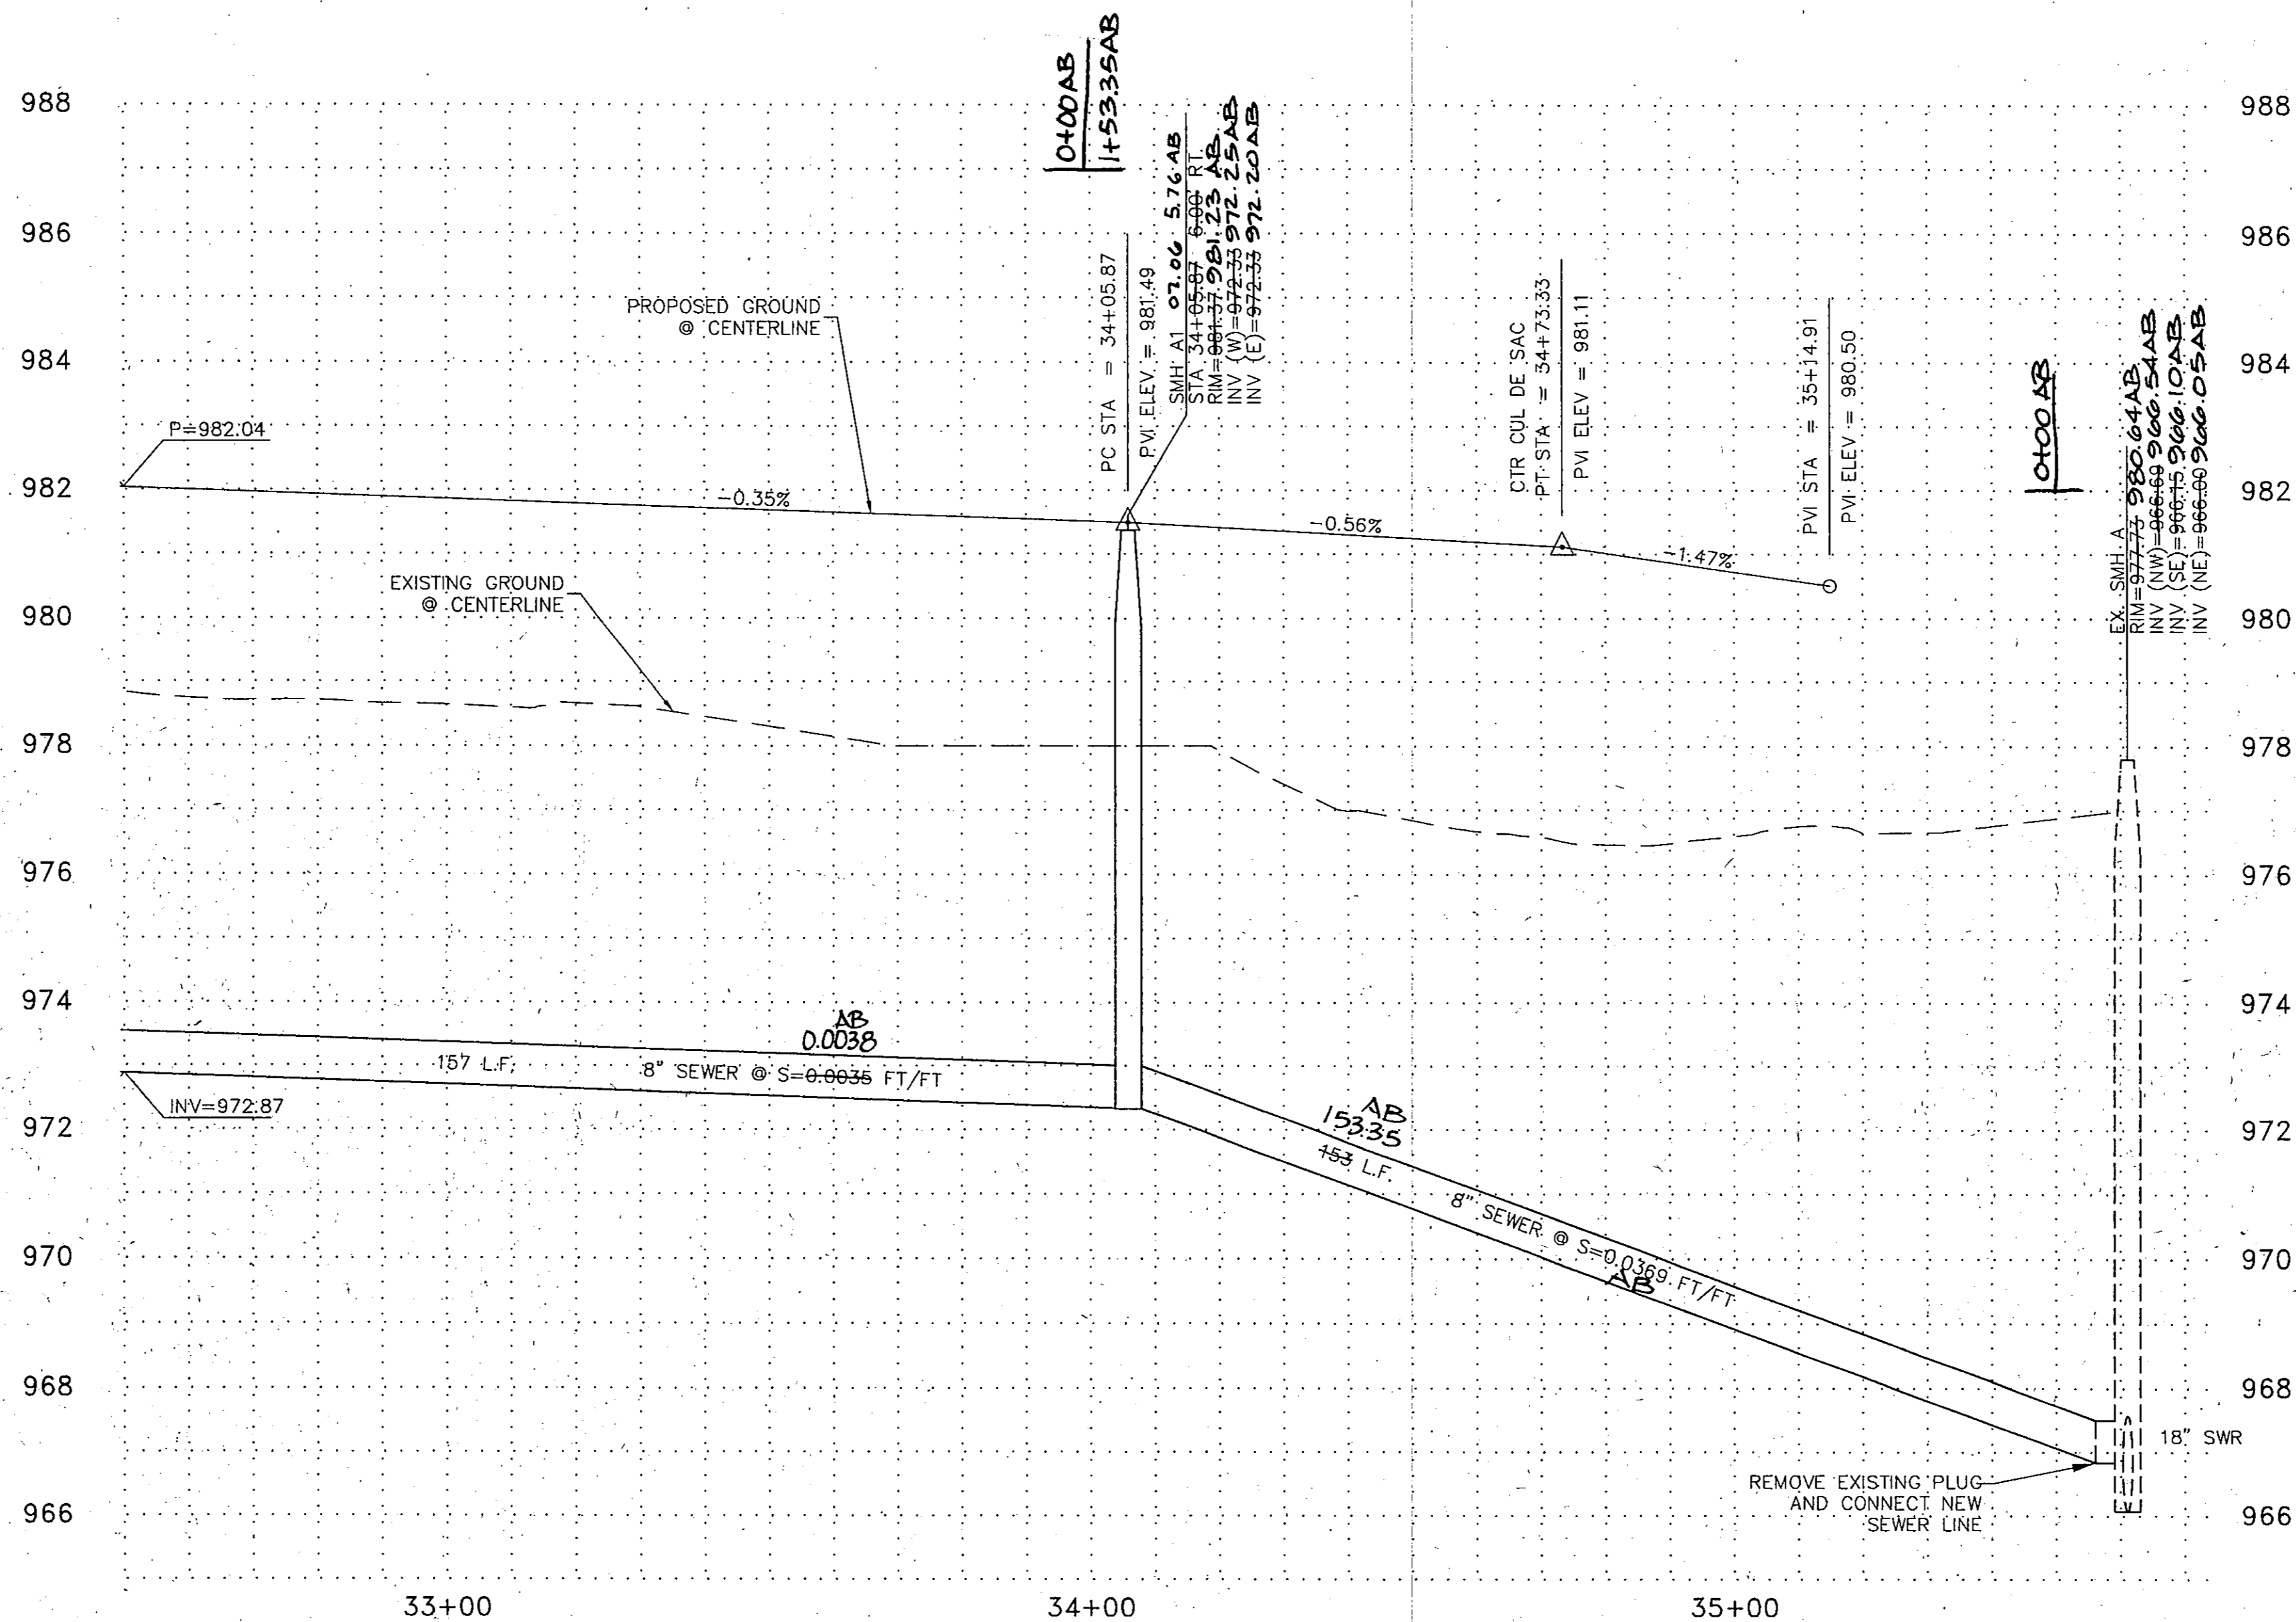 0+00AB
1+53.35AB
988
988
986
986
984
984
982
982
980
980
978
978
976
976
974
974
972
972
970
970
968
968
966
966
PROPOSED GROUND
@ CENTERLINE
P=982.04
-0.35%
EXISTING GROUND
@ CENTERLINE
PC STA = 34+05.87
PVI ELEV = 981.49
SMH A1 07.06 5.76 AB
STA 34+05.87 6.00' RT
RIM=981.37 981.23 AB
INV (W)=972.33 972.25AB
INV (E)=972.33 972.20AB
-0.56%
CTR CUL DE SAC
PT STA = 34+73.33
PVI ELEV = 981.11
-1.47%
PVI STA = 35+14.91
PVI ELEV = 980.50
0+00AB
EX. SMH A
RIM=977.73 980.64AB
INV (NW)=966.69 966.54AB
INV (SE)=966.15 966.10AB
INV (NE)=966.00 966.05AB
AB
0.0038
157 L.F. 8" SEWER @ S=0.0035 FT/FT
INV=972.87
AB
153.35
153 L.F. 8" SEWER @ S=0.0369 FT/FT
AB
18" SWR
REMOVE EXISTING PLUG
AND CONNECT NEW
SEWER LINE
33+00
34+00
35+00